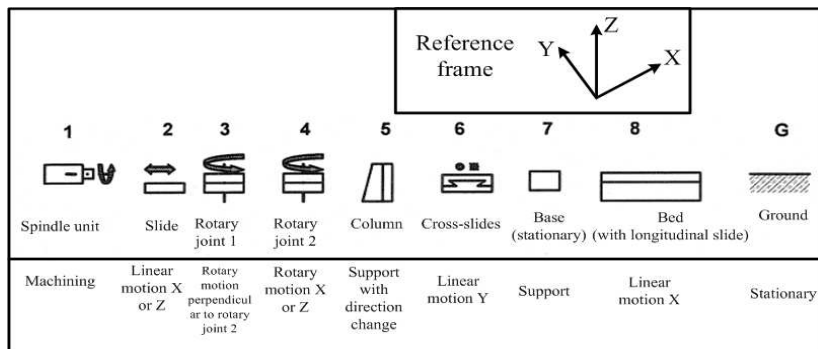 Reference
frame
Z
Y
X
1 2 3 4 5 6 7 8 G
Spindle unit
Slide
Rotary
joint 1
Rotary
joint 2
Column
Cross-slides
Base
(stationary)
Bed
(with longitudinal slide)
Ground
Machining
Linear
motion X
or Z
Rotary
motion
perpendicul
ar to rotary
joint 2
Rotary
motion X
or Z
Support
with
direction
change
Linear
motion Y
Support
Linear
motion X
Stationary